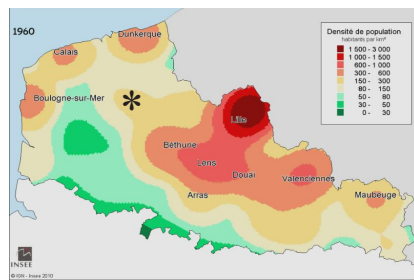 1960
Dunkerque
Calais
Boulogne-sur-Mer
*
Lille
Béthune
Lens
Douai
Valenciennes
Arras
Maubeuge
Densité de population
habitants par km²
1 500 - 3 000
1 000 - 1 500
600 - 1 000
300 - 600
150 - 300
80 - 150
50 - 80
30 - 50
0 - 30
INSEE
© IGN - Insee 2010